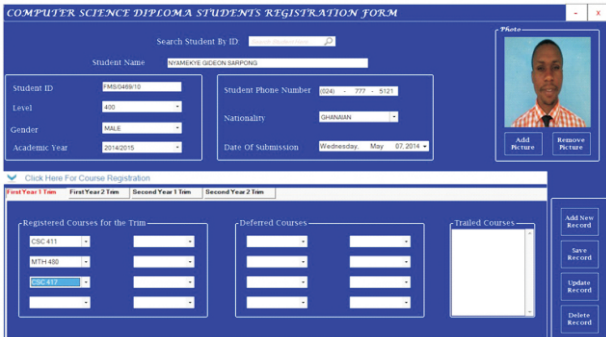 COMPUTER SCIENCE DIPLOMA STUDENTS REGISTRATION FORM
Photo
Search Student By ID:
Student Name NYAMEKYE GIDEON SARPONG
Student ID FMS/0469/10
Level 400
Gender MALE
Academic Year 2014/2015
Student Phone Number (024) - 777 - 5121
Nationality GHANAIAN
Date Of Submission Wednesday, May 07, 2014
Add Picture
Remove Picture
Click Here For Course Registration
First Year 1 Trim First Year 2 Trim Second Year 1 Trim Second Year 2 Trim
Registered Courses for the Trim
CSC 411
MTH 480
CSC 417
Deferred Courses
Trailed Courses
Add New Record
Save Record
Update Record
Delete Record